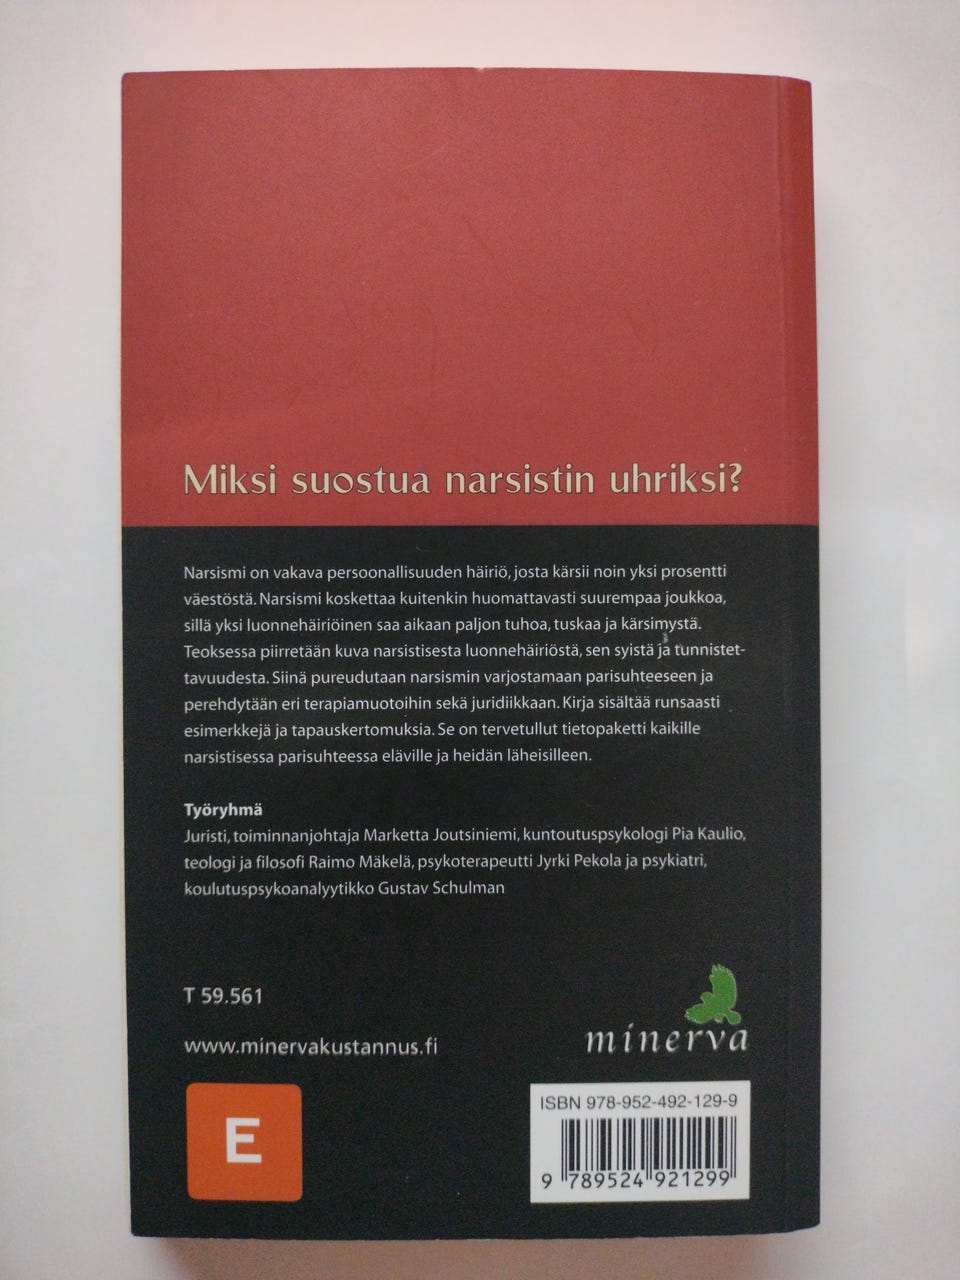 Miksi suostua narsistin uhriksi?
Narsismi on vakava persoonallisuuden häiriö, josta kärsii noin yksi prosentti
väestöstä. Narsismi koskettaa kuitenkin huomattavasti suurempaa joukkoa,
sillä yksi luonnehäiriöinen saa aikaan paljon tuhoa, tuskaa ja kärsimystä.
Teoksessa piirretään kuva narsistisesta luonnehäiriöstä, sen syistä ja tunnistet-
tavuudesta. Siinä pureudutaan narsismin varjostamaan parisuhteeseen ja
perehdytään eri terapiamuotoihin sekä juridiikkaan. Kirja sisältää runsaasti
esimerkkejä ja tapauskertomuksia. Se on tervetullut tietopaketti kaikille
narsistisessa parisuhteessa eläville ja heidän läheisilleen.
Työryhmä
Juristi, toiminnanjohtaja Marketta Joutsiniemi, kuntoutuspsykologi Pia Kaulio,
teologi ja filosofi Raimo Mäkelä, psykoterapeutti Jyrki Pekola ja psykiatri,
koulutuspsykoanalyytikko Gustav Schulman
T 59.561
www.minervakustannus.fi
minerva
E
ISBN 978-952-492-129-9
9 789524 921299